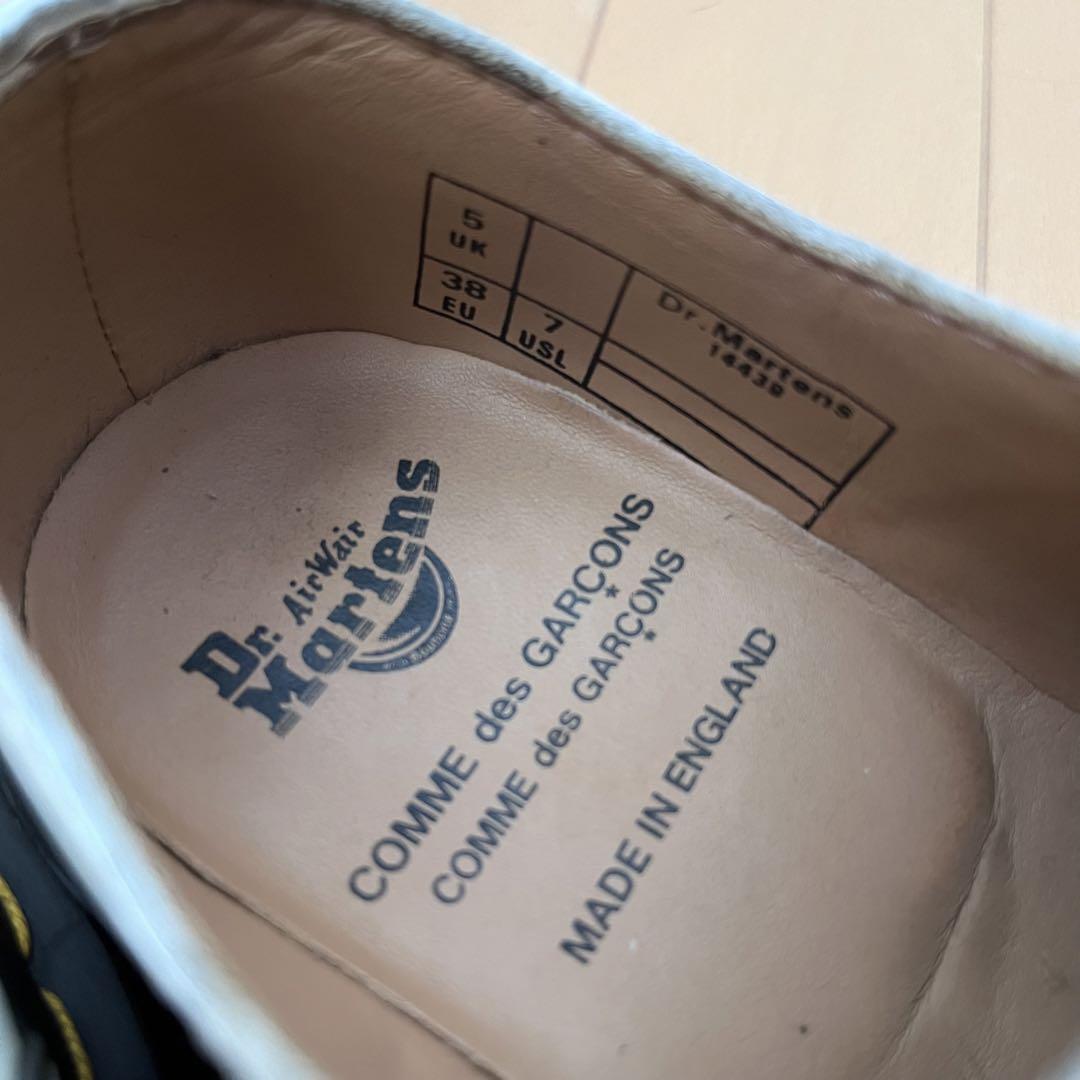 5
UK
38
EU
7
USL
Dr. Martens
14439
Dr. AirWair
Martens
COMME des GARÇONS
COMME des GARÇONS
MADE IN ENGLAND